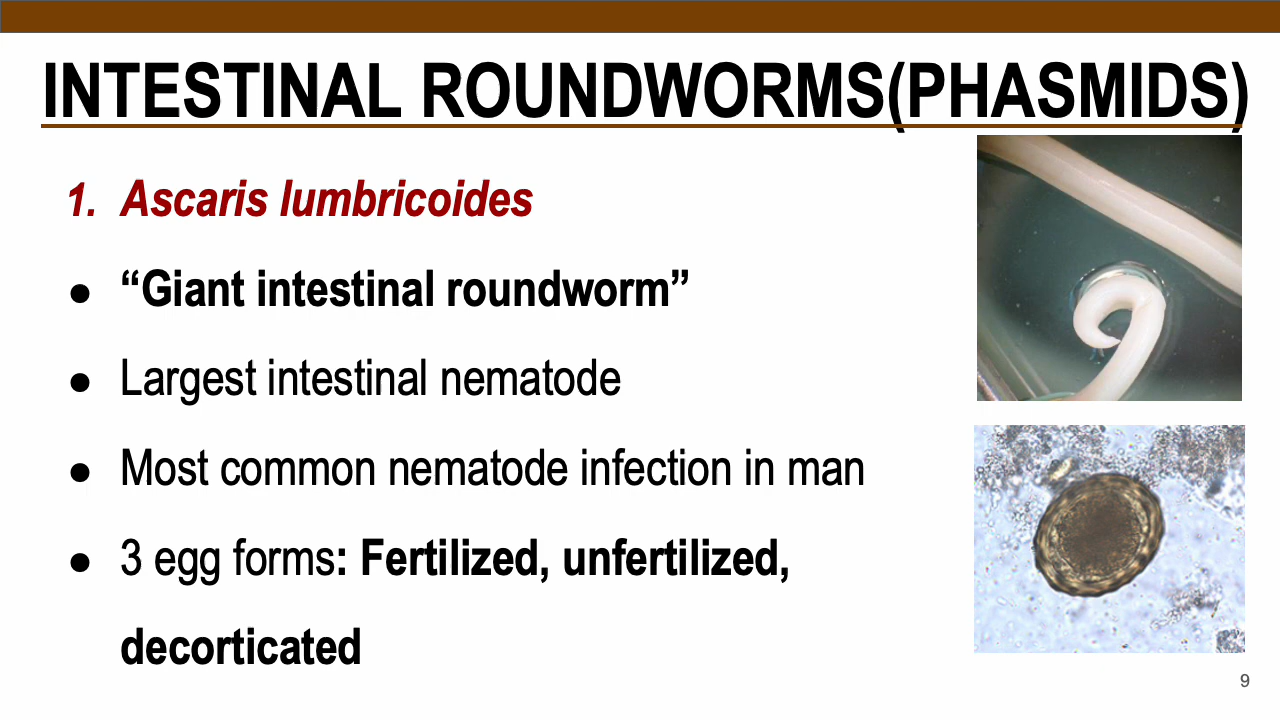 INTESTINAL ROUNDWORMS(PHASMIDS)
1. Ascaris lumbricoides
● “Giant intestinal roundworm”
● Largest intestinal nematode
● Most common nematode infection in man
● 3 egg forms: Fertilized, unfertilized,
decorticated
9